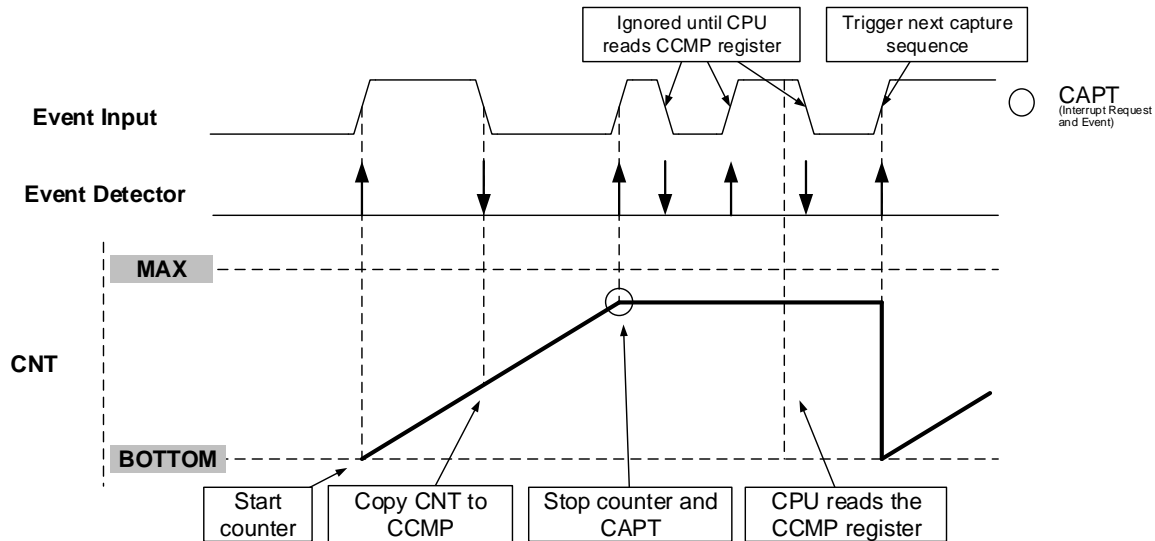 Ignored until CPU
reads CCMP register
Trigger next capture
sequence
CAPT
(Interrupt Request
and Event)
Event Input
Event Detector
MAX
CNT
BOTTOM
Start
counter
Copy CNT to
CCMP
Stop counter and
CAPT
CPU reads the
CCMP register